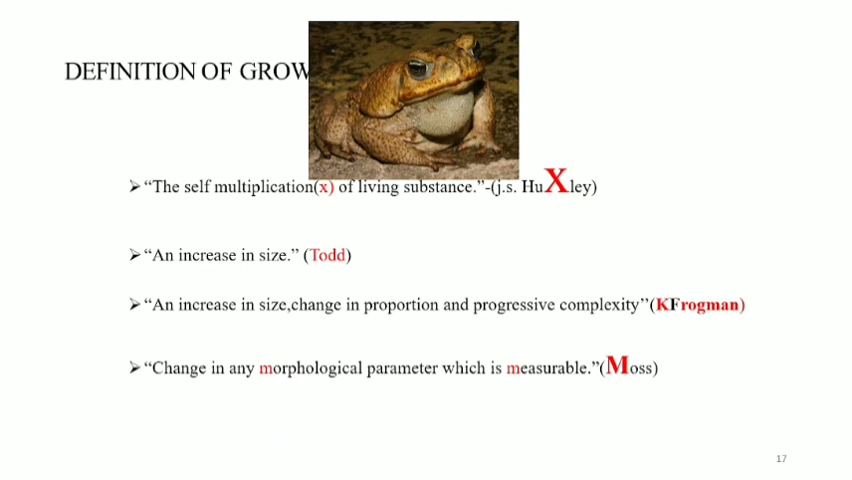 DEFINITION OF GROW
➢“The self multiplication(x) of living substance.”-(j.s. HuXley)
➢“An increase in size.” (Todd)
➢“An increase in size,change in proportion and progressive complexity’’(KFrogman)
➢“Change in any morphological parameter which is measurable.”(Moss)
17